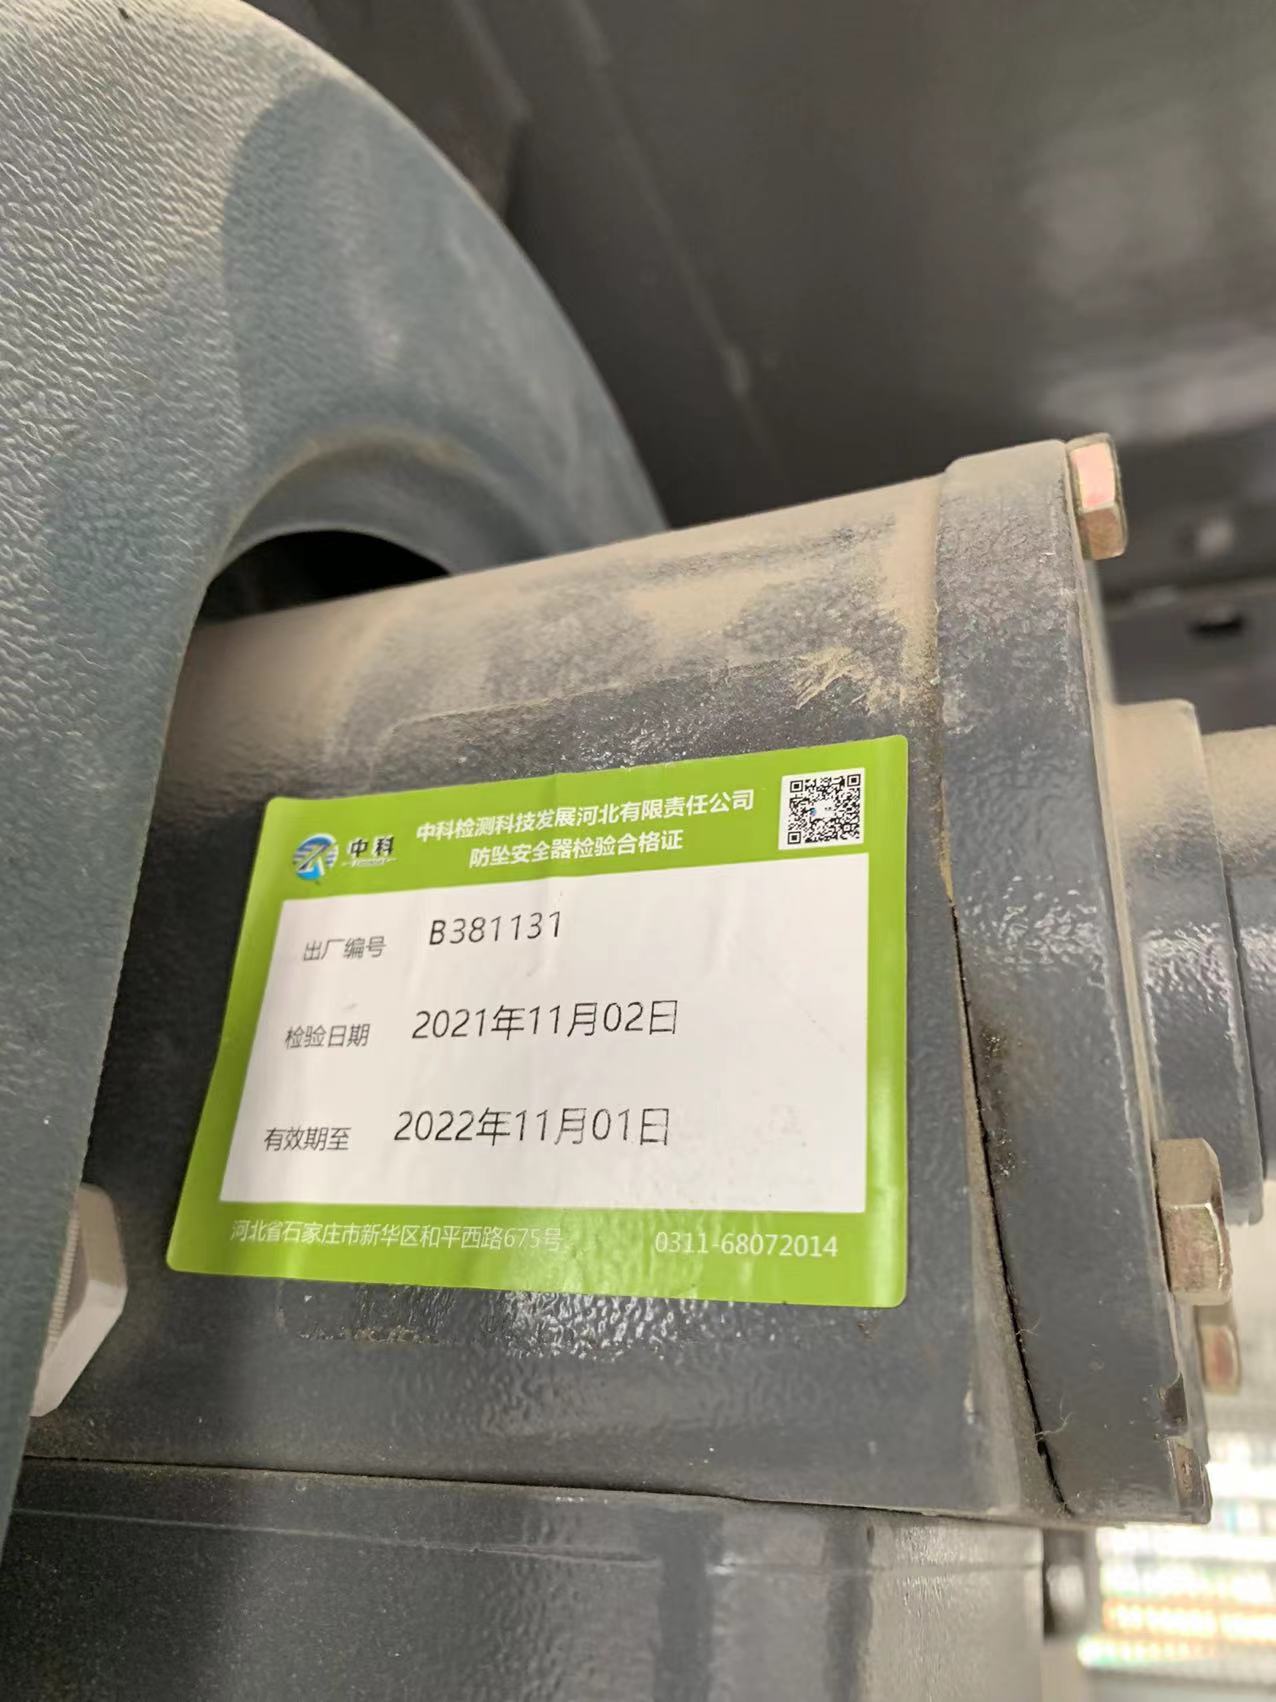 中科
中科检测科技发展河北有限责任公司
防坠安全器检验合格证
出厂编号 B381131
检验日期 2021年11月02日
有效期至 2022年11月01日
河北省石家庄市新华区和平西路675号 0311-68072014